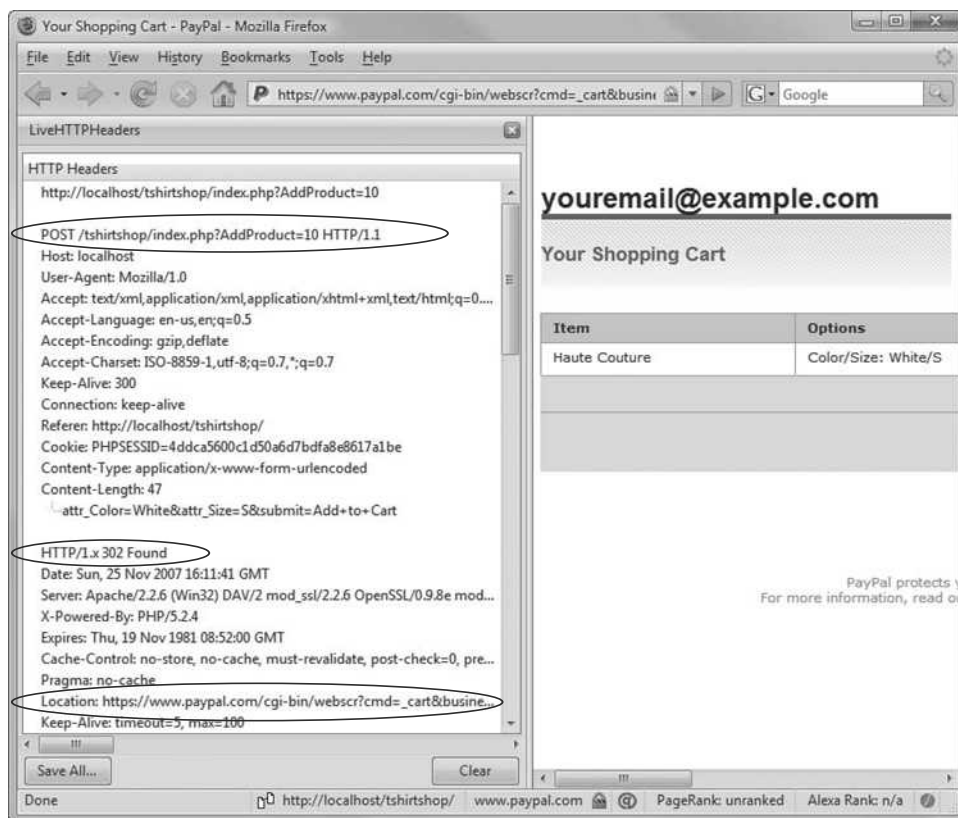 Your Shopping Cart - PayPal - Mozilla Firefox
File Edit View History Bookmarks Tools Help
https://www.paypal.com/cgi-bin/webscr?cmd=_cart&busine
G Google
LiveHTTPHeaders
HTTP Headers
http://localhost/tshirtshop/index.php?AddProduct=10
POST /tshirtshop/index.php?AddProduct=10 HTTP/1.1
Host: localhost
User-Agent: Mozilla/1.0
Accept: text/xml,application/xml,application/xhtml+xml,text/html;q=0....
Accept-Language: en-us,en;q=0.5
Accept-Encoding: gzip,deflate
Accept-Charset: ISO-8859-1,utf-8;q=0.7,*;q=0.7
Keep-Alive: 300
Connection: keep-alive
Referer: http://localhost/tshirtshop/
Cookie: PHPSESSID=4ddca5600c1d50a6d7bdfa8e8617a1be
Content-Type: application/x-www-form-urlencoded
Content-Length: 47
attr_Color=White&attr_Size=S&submit=Add+to+Cart
HTTP/1.x 302 Found
Date: Sun, 25 Nov 2007 16:11:41 GMT
Server: Apache/2.2.6 (Win32) DAV/2 mod_ssl/2.2.6 OpenSSL/0.9.8e mod...
X-Powered-By: PHP/5.2.4
Expires: Thu, 19 Nov 1981 08:52:00 GMT
Cache-Control: no-store, no-cache, must-revalidate, post-check=0, pre...
Pragma: no-cache
Location: https://www.paypal.com/cgi-bin/webscr?cmd=_cart&busine...
Keep-Alive: timeout=5, max=100
Save All... Clear
youremail@example.com
Your Shopping Cart
Item Options
Haute Couture Color/Size: White/S
PayPal protects y
For more information, read o
Done http://localhost/tshirtshop/ www.paypal.com @ PageRank: unranked Alexa Rank: n/a